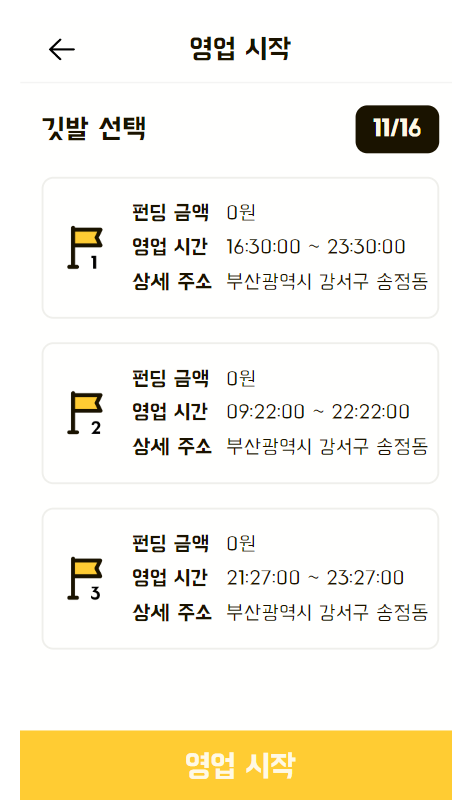 영업 시작
깃발 선택 11/16
펀딩 금액 0원
영업 시간 16:30:00 ~ 23:30:00
상세 주소 부산광역시 강서구 송정동
1
펀딩 금액 0원
영업 시간 09:22:00 ~ 22:22:00
상세 주소 부산광역시 강서구 송정동
2
펀딩 금액 0원
영업 시간 21:27:00 ~ 23:27:00
상세 주소 부산광역시 강서구 송정동
3
영업 시작